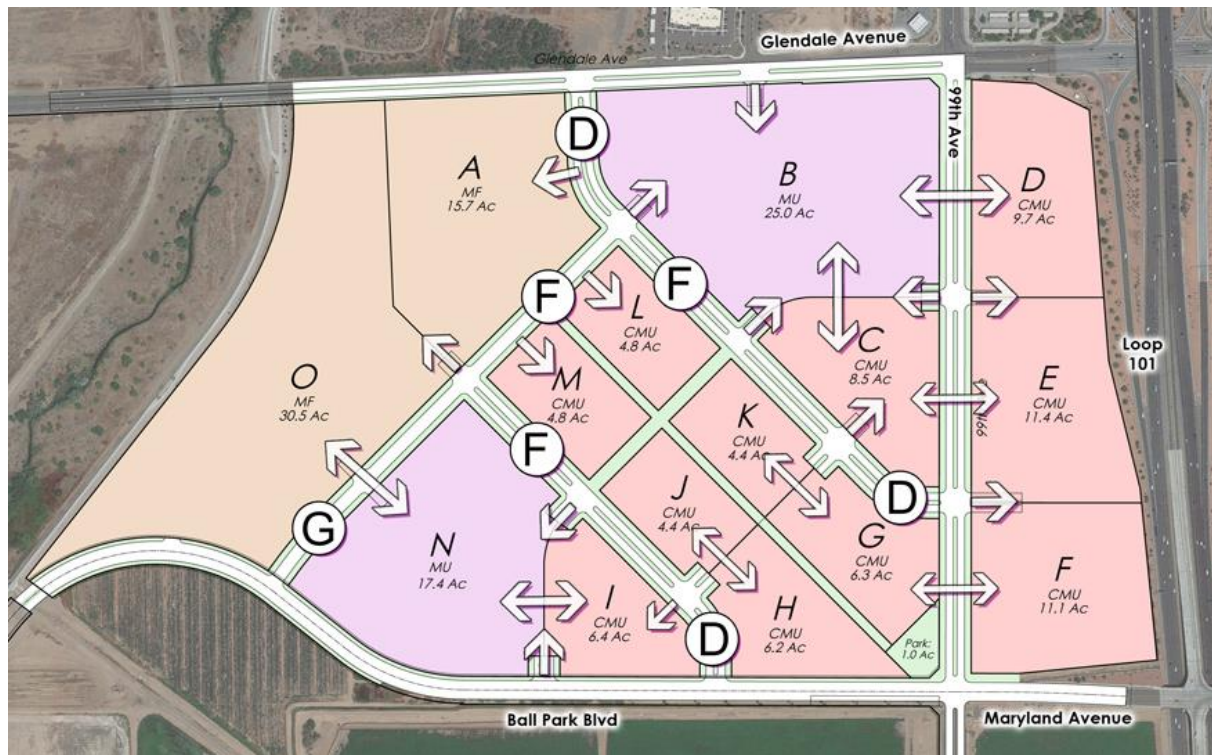 Glendale Avenue
Glendale Ave
99th Ave
D
A
MF
15.7 Ac
B
MU
25.0 Ac
D
CMU
9.7 Ac
F
F
L
CMU
4.8 Ac
C
CMU
8.5 Ac
Loop
101
O
MF
30.5 Ac
M
CMU
4.8 Ac
E
CMU
11.4 Ac
K
CMU
4.4 Ac
F
J
CMU
4.4 Ac
D
G
N
MU
17.4 Ac
G
CMU
6.3 Ac
F
CMU
11.1 Ac
I
CMU
6.4 Ac
D
H
CMU
6.2 Ac
Park:
1.0 Ac
Ball Park Blvd
Maryland Avenue